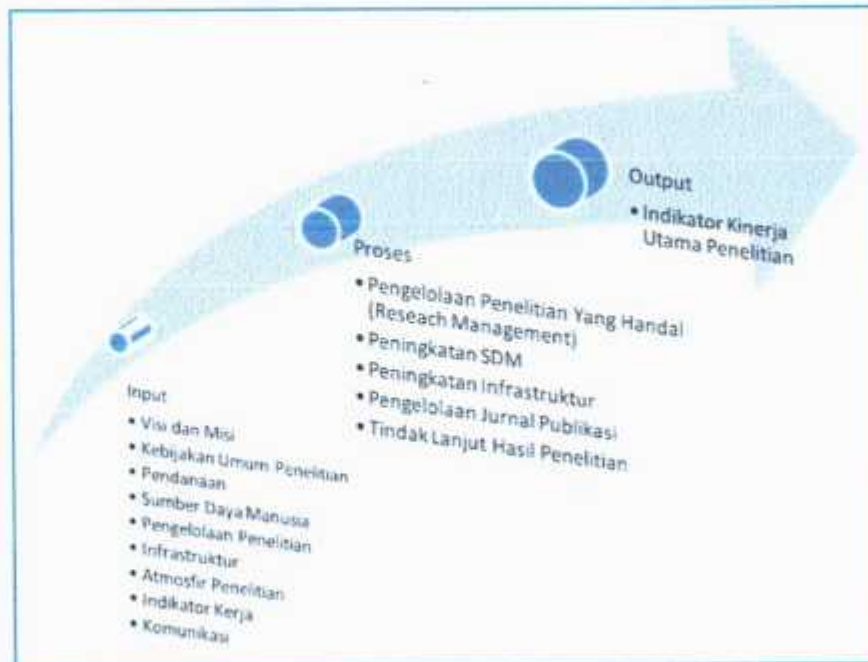 Input
• Visi dan Misi
• Kebijakan Umum Penelitian
• Pendanaan
• Sumber Daya Manusia
• Pengelolaan Penelitian
• Infrastruktur
• Atmosfir Penelitian
• Indikator Kerja
• Komunikasi
Proses
• Pengelolaan Penelitian Yang Handal
(Reseach Management)
• Peningkatan SDM
• Peningkatan Infrastruktur
• Pengelolaan Jurnal Publikasi
• Tindak Lanjut Hasil Penelitian
Output
• Indikator Kinerja
Utama Penelitian